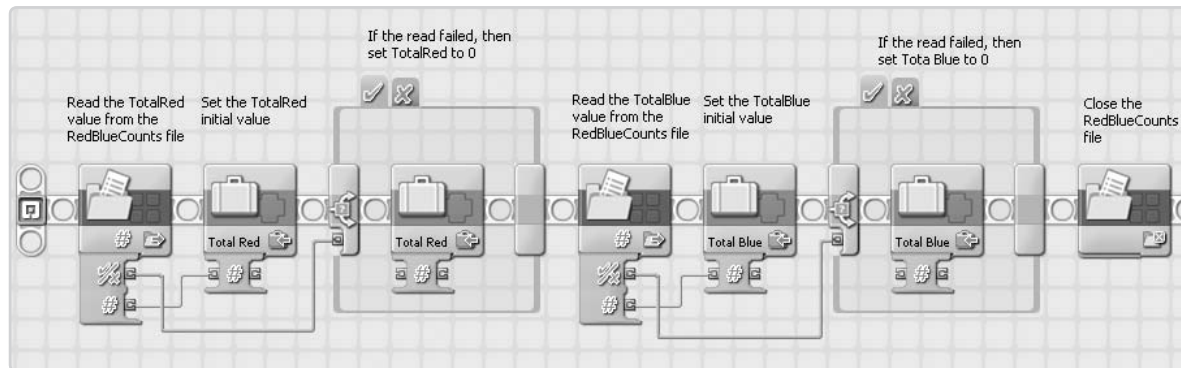 If the read failed, then
set TotalRed to 0
If the read failed, then
set Tota Blue to 0
Read the TotalRed
value from the
RedBlueCounts file
Set the TotalRed
initial value
Read the TotalBlue
value from the
RedBlueCounts file
Set the TotalBlue
initial value
Close the
RedBlueCounts
file
Total Red
Total Red
Total Blue
Total Blue